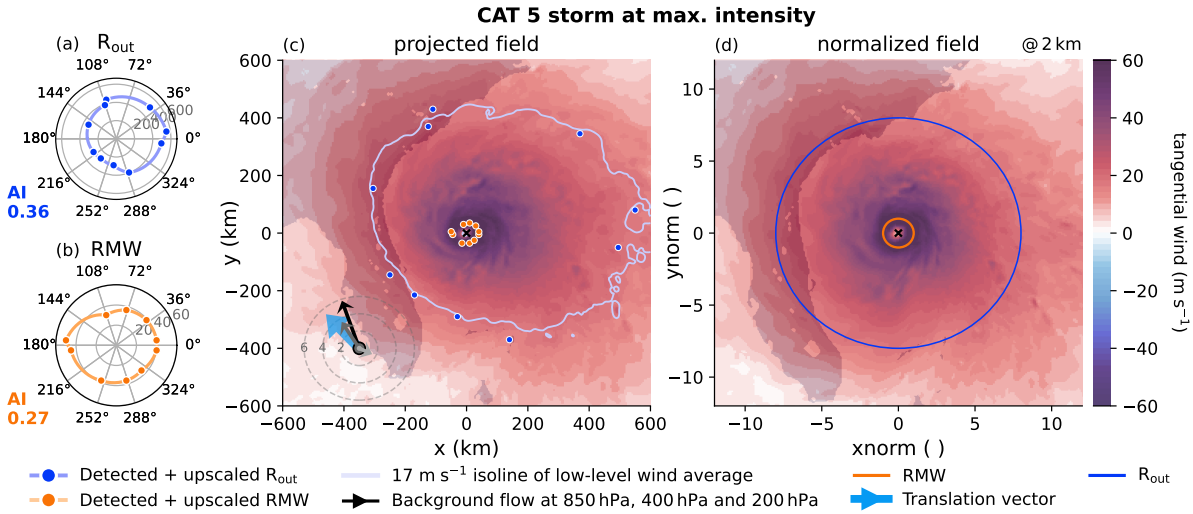 CAT 5 storm at max. intensity
(a) R_out
108° 72°
144° 36°
200 400 600
180° 0°
216° 324°
252° 288°
AI
0.36
(b) RMW
108° 72°
144° 36°
20 40 60
180° 0°
216° 324°
252° 288°
AI
0.27
(c) projected field
600
400
200
0
−200
−400
−600
y (km)
6 4 2
−600 −400 −200 0 200 400 600
x (km)
(d) normalized field @ 2 km
10
5
0
−5
−10
ynorm ( )
−10 −5 0 5 10
xnorm ( )
60
40
20
0
−20
−40
−60
tangential wind (m s⁻¹)
Detected + upscaled R_out
Detected + upscaled RMW
17 m s⁻¹ isoline of low-level wind average
Background flow at 850 hPa, 400 hPa and 200 hPa
RMW
Translation vector
R_out